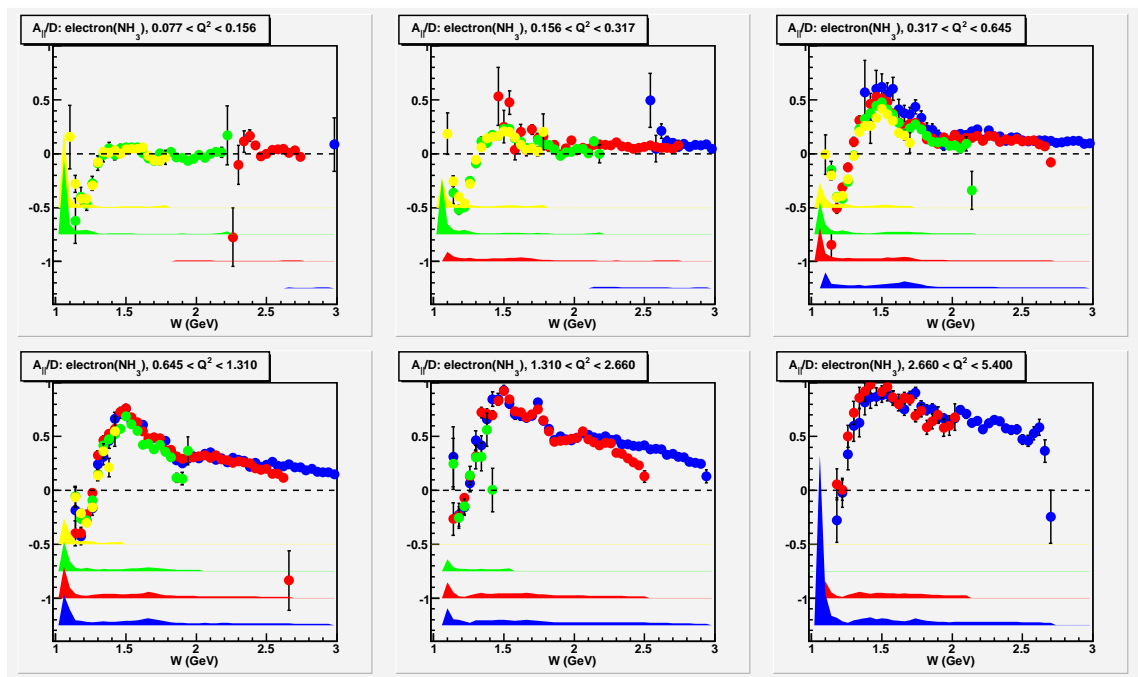 A||/D: electron(NH3), 0.077 < Q² < 0.156
0.5
0
-0.5
-1
1 1.5 2 2.5 3
W (GeV)
A||/D: electron(NH3), 0.156 < Q² < 0.317
0.5
0
-0.5
-1
1 1.5 2 2.5 3
W (GeV)
A||/D: electron(NH3), 0.317 < Q² < 0.645
0.5
0
-0.5
-1
1 1.5 2 2.5 3
W (GeV)
A||/D: electron(NH3), 0.645 < Q² < 1.310
0.5
0
-0.5
-1
1 1.5 2 2.5 3
W (GeV)
A||/D: electron(NH3), 1.310 < Q² < 2.660
0.5
0
-0.5
-1
1 1.5 2 2.5 3
W (GeV)
A||/D: electron(NH3), 2.660 < Q² < 5.400
0.5
0
-0.5
-1
1 1.5 2 2.5 3
W (GeV)